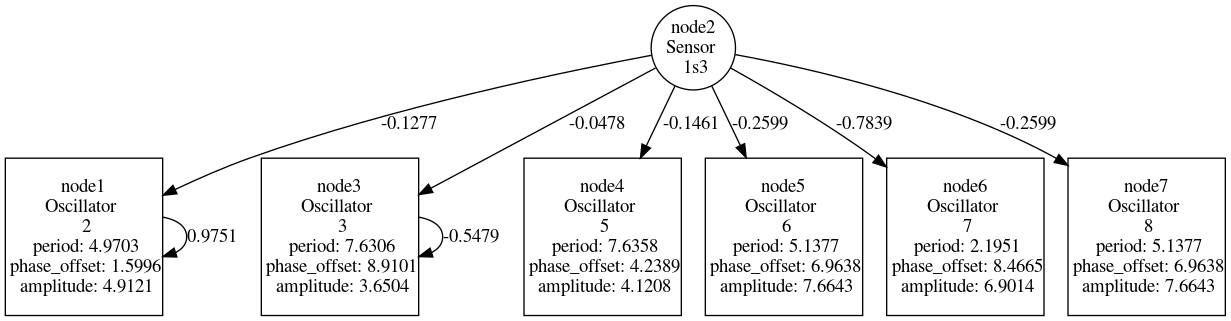 node2
Sensor
1s3
-0.1277
-0.0478
-0.1461
-0.2599
-0.7839
-0.2599
node1
Oscillator
2
period: 4.9703
phase_offset: 1.5996
amplitude: 4.9121
0.9751
node3
Oscillator
3
period: 7.6306
phase_offset: 8.9101
amplitude: 3.6504
-0.5479
node4
Oscillator
5
period: 7.6358
phase_offset: 4.2389
amplitude: 4.1208
node5
Oscillator
6
period: 5.1377
phase_offset: 6.9638
amplitude: 7.6643
node6
Oscillator
7
period: 2.1951
phase_offset: 8.4665
amplitude: 6.9014
node7
Oscillator
8
period: 5.1377
phase_offset: 6.9638
amplitude: 7.6643